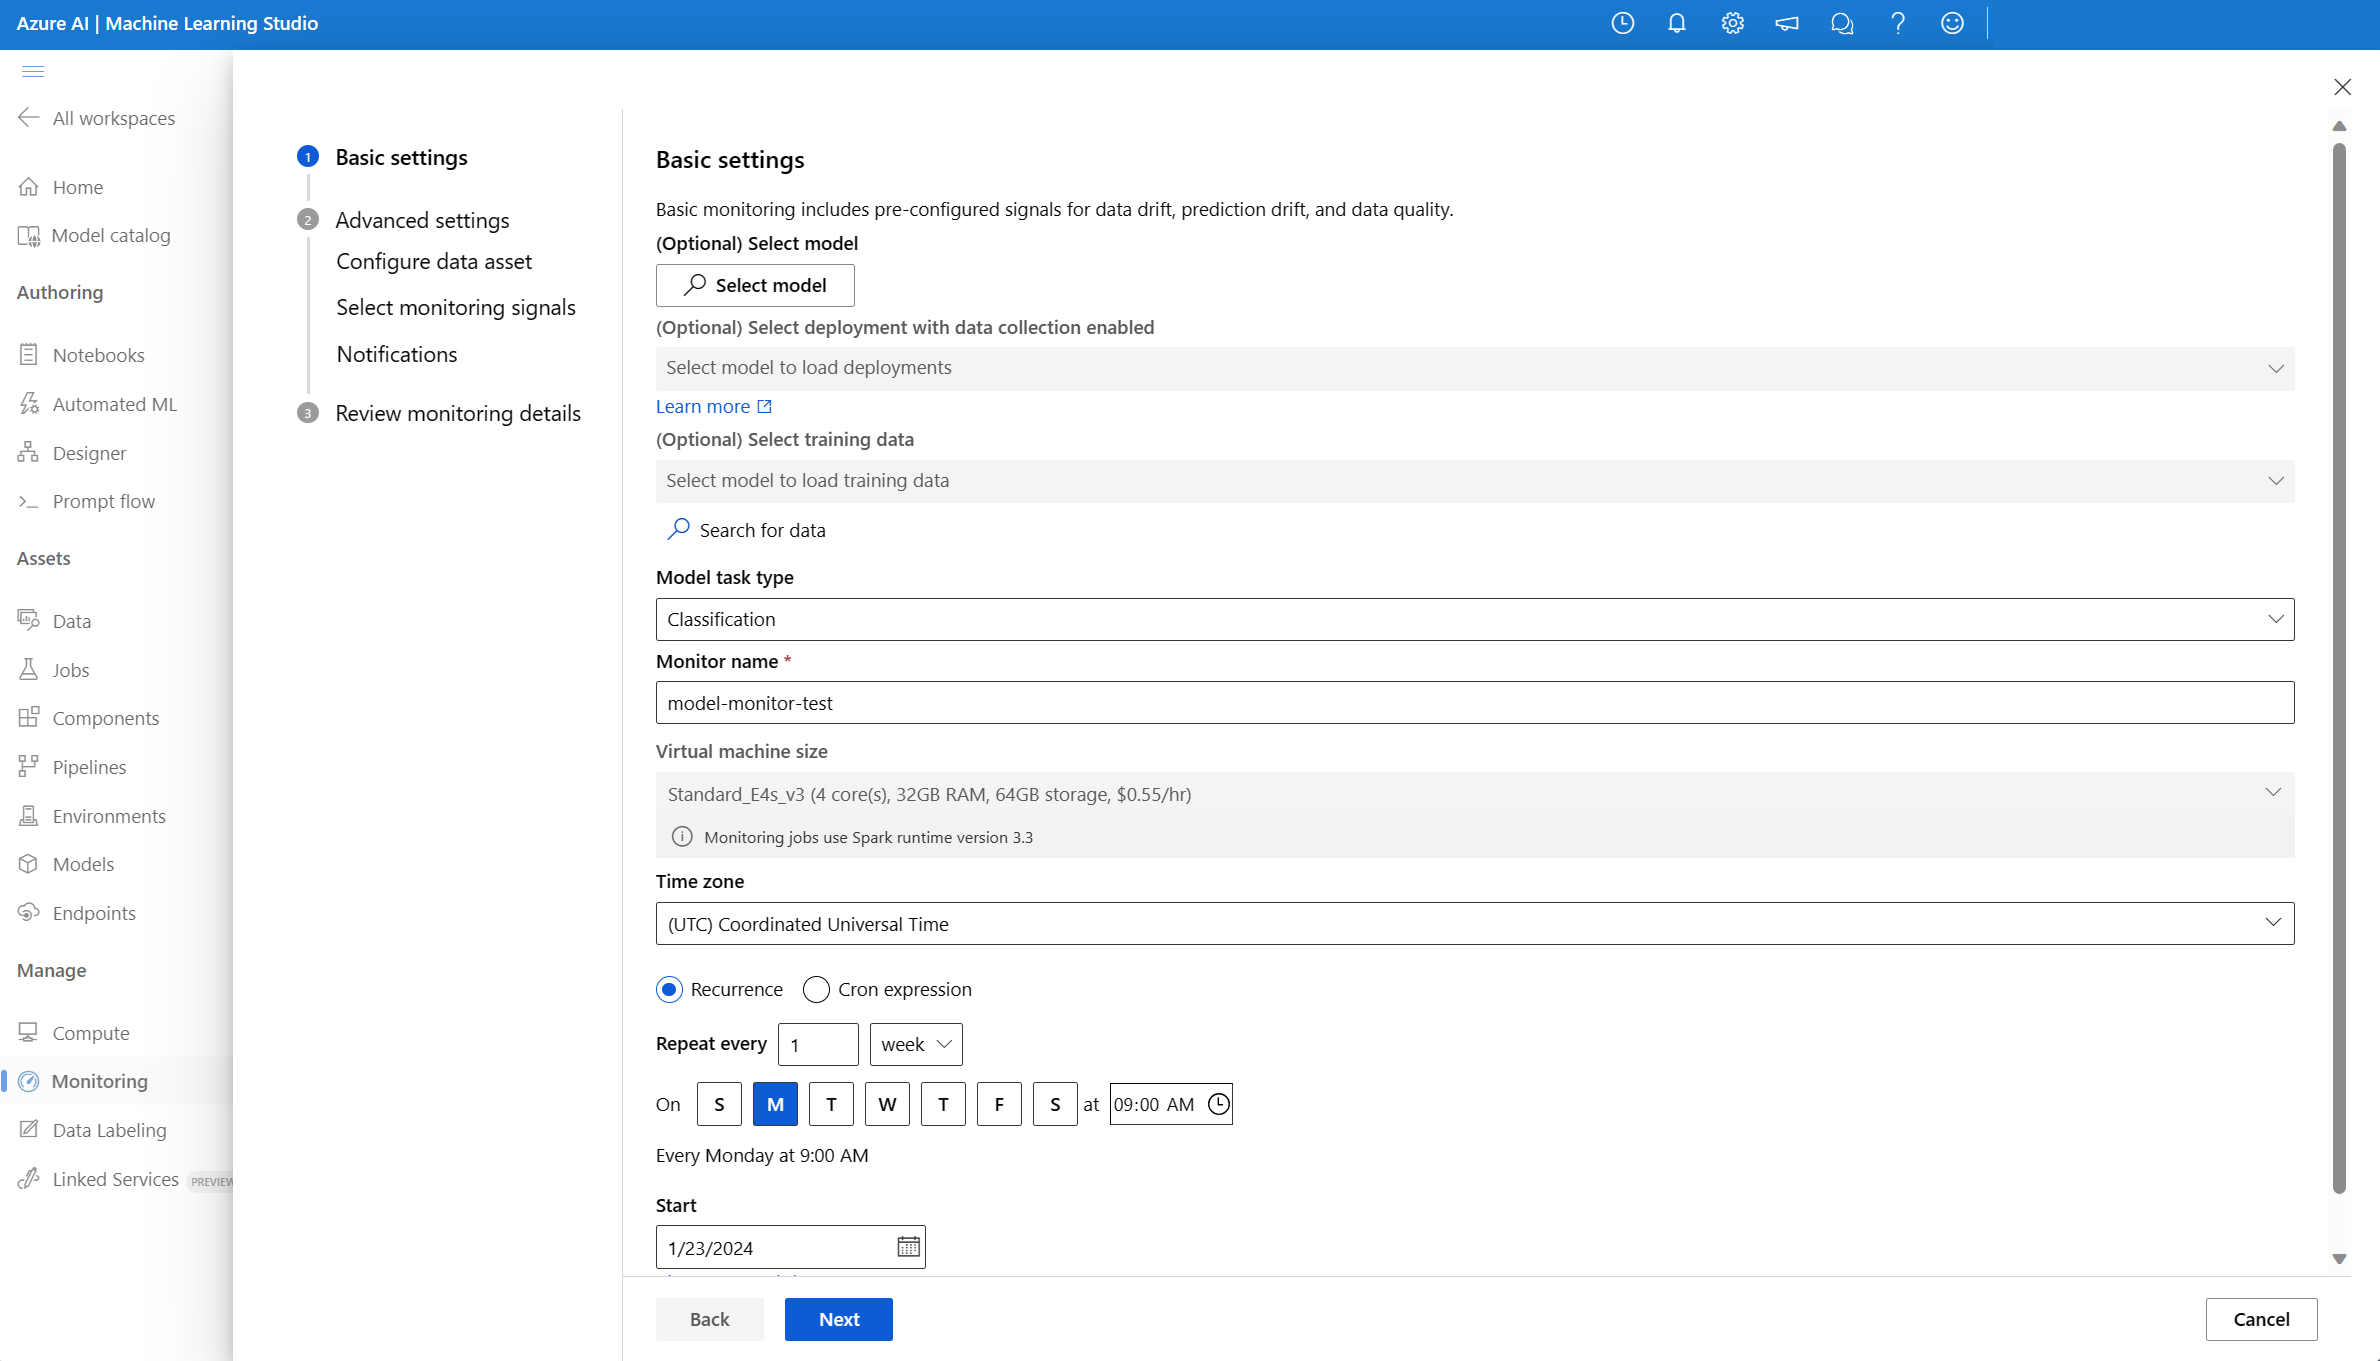 Azure AI | Machine Learning Studio
All workspaces
Home
Model catalog
Authoring
Notebooks
Automated ML
Designer
Prompt flow
Assets
Data
Jobs
Components
Pipelines
Environments
Models
Endpoints
Manage
Compute
Monitoring
Data Labeling
Linked Services PREVIEW
1 Basic settings
2 Advanced settings
Configure data asset
Select monitoring signals
Notifications
3 Review monitoring details
Basic settings
Basic monitoring includes pre-configured signals for data drift, prediction drift, and data quality.
(Optional) Select model
Select model
(Optional) Select deployment with data collection enabled
Select model to load deployments
Learn more
(Optional) Select training data
Select model to load training data
Search for data
Model task type
Classification
Monitor name *
model-monitor-test
Virtual machine size
Standard_E4s_v3 (4 core(s), 32GB RAM, 64GB storage, $0.55/hr)
Monitoring jobs use Spark runtime version 3.3
Time zone
(UTC) Coordinated Universal Time
Recurrence Cron expression
Repeat every 1 week
On S M T W T F S at 09:00 AM
Every Monday at 9:00 AM
Start
1/23/2024
Back Next Cancel